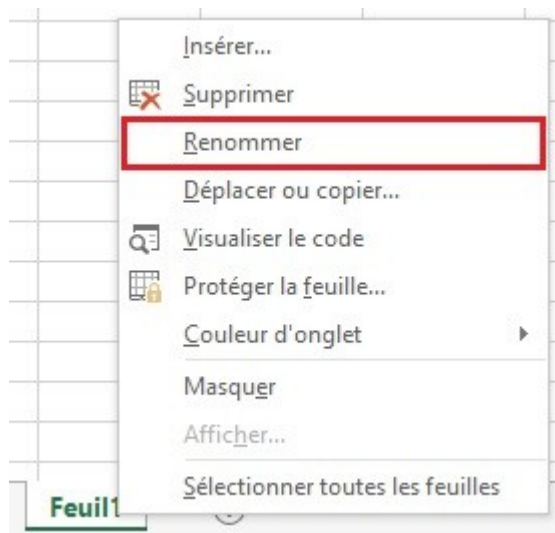 Insérer...
Supprimer
Renommer
Déplacer ou copier...
Visualiser le code
Protéger la feuille...
Couleur d'onglet
Masquer
Afficher...
Sélectionner toutes les feuilles
Feuil1